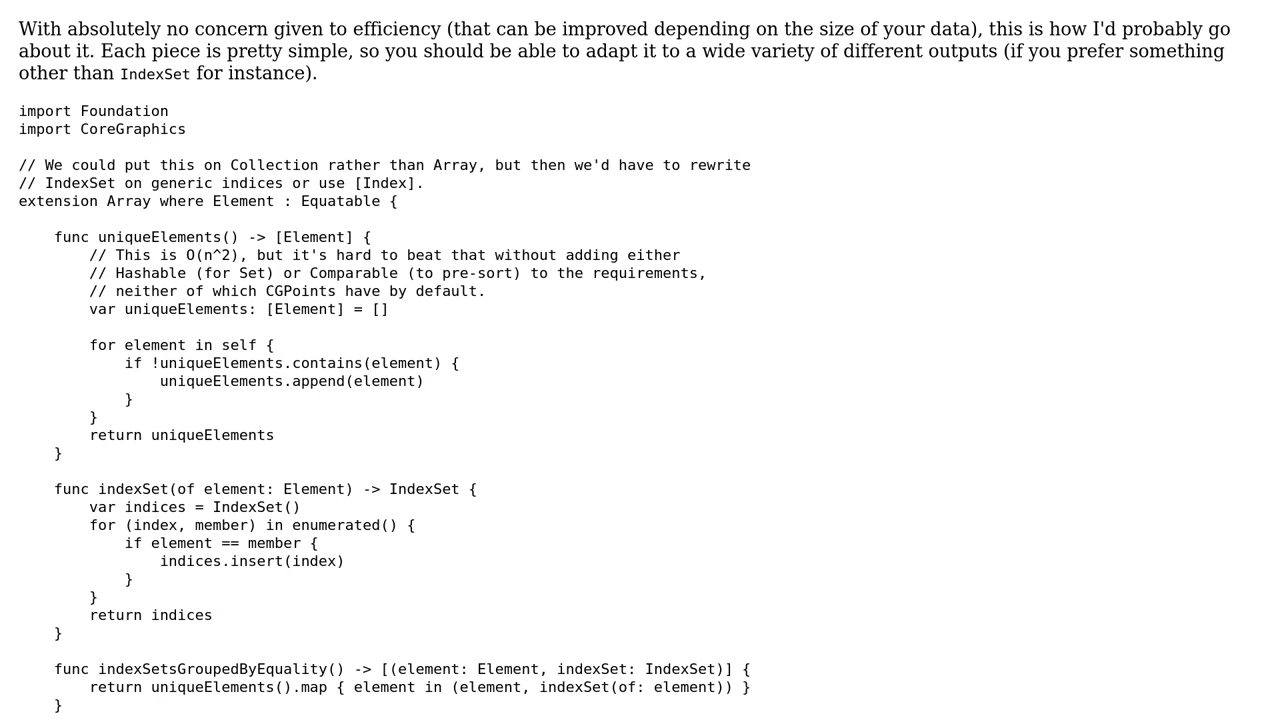 With absolutely no concern given to efficiency (that can be improved depending on the size of your data), this is how I'd probably go
about it. Each piece is pretty simple, so you should be able to adapt it to a wide variety of different outputs (if you prefer something
other than IndexSet for instance).
import Foundation
import CoreGraphics
// We could put this on Collection rather than Array, but then we'd have to rewrite
// IndexSet on generic indices or use [Index].
extension Array where Element : Equatable {
    func uniqueElements() -> [Element] {
        // This is O(n^2), but it's hard to beat that without adding either
        // Hashable (for Set) or Comparable (to pre-sort) to the requirements,
        // neither of which CGPoints have by default.
        var uniqueElements: [Element] = []
        for element in self {
            if !uniqueElements.contains(element) {
                uniqueElements.append(element)
            }
        }
        return uniqueElements
    }
    func indexSet(of element: Element) -> IndexSet {
        var indices = IndexSet()
        for (index, member) in enumerated() {
            if element == member {
                indices.insert(index)
            }
        }
        return indices
    }
    func indexSetsGroupedByEquality() -> [(element: Element, indexSet: IndexSet)] {
        return uniqueElements().map { element in (element, indexSet(of: element)) }
    }